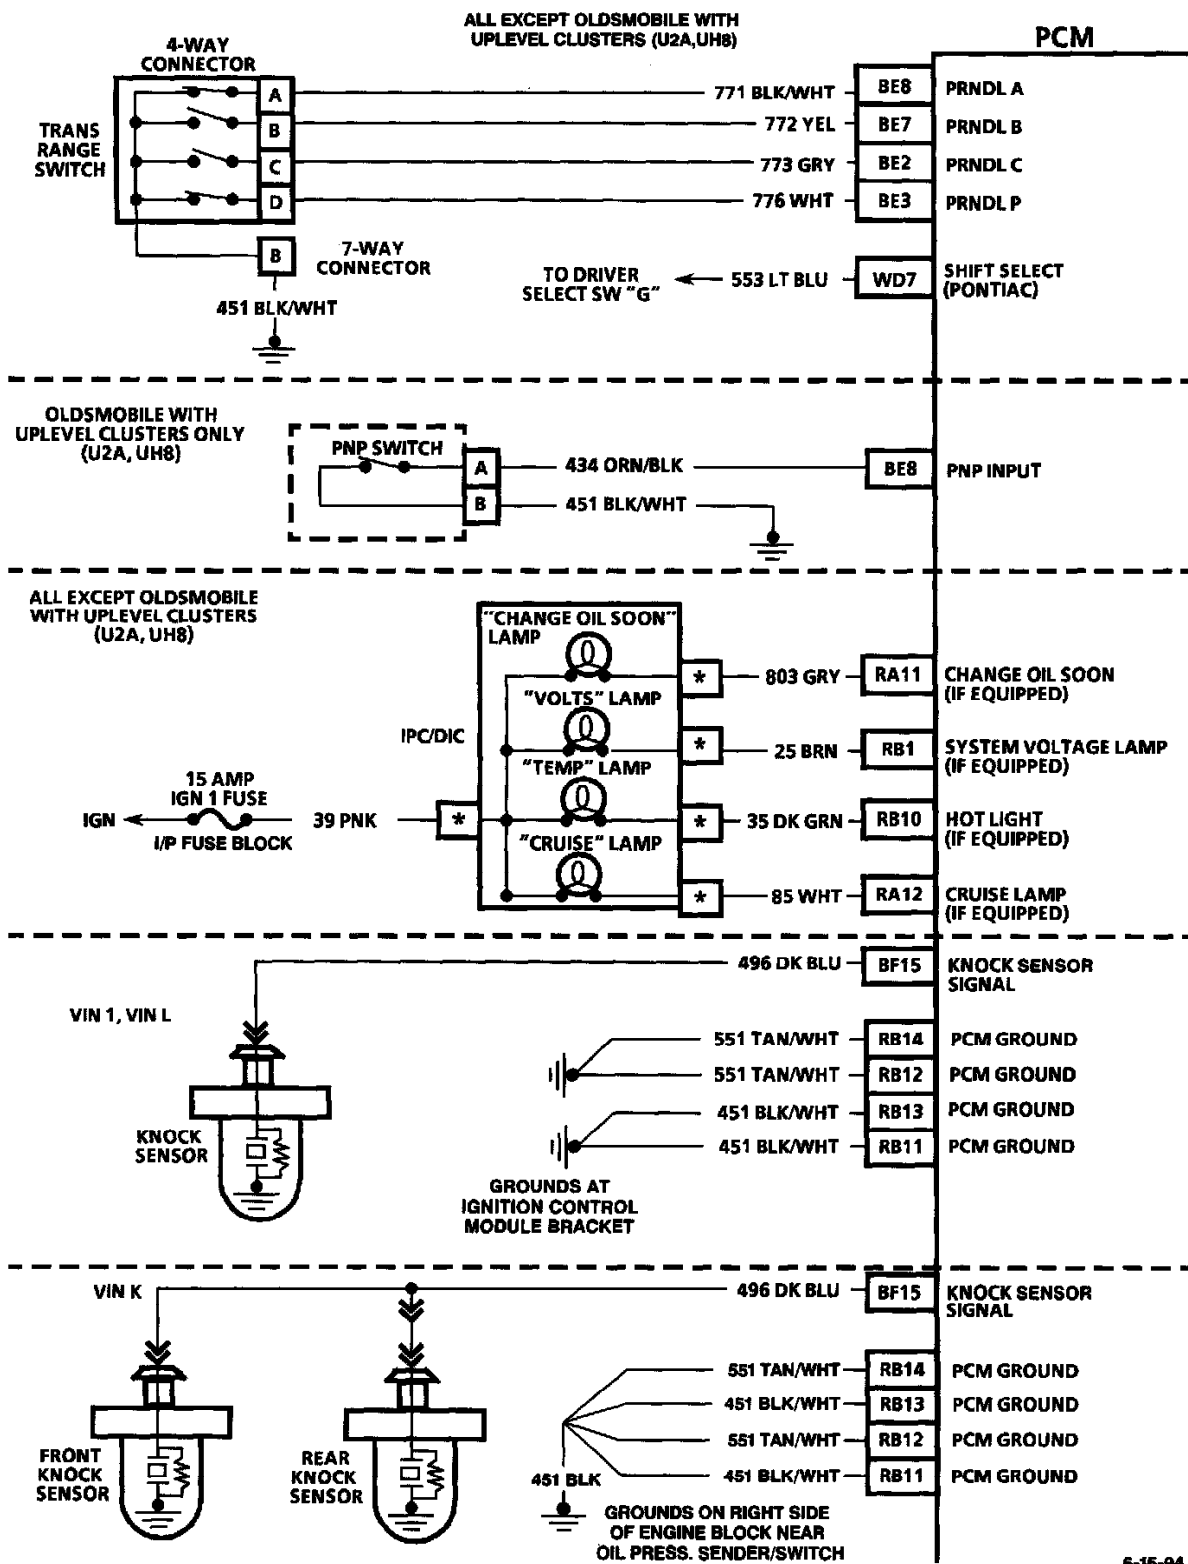 ALL EXCEPT OLDSMOBILE WITH
UPLEVEL CLUSTERS (U2A,UH8)
PCM
4-WAY
CONNECTOR
TRANS
RANGE
SWITCH
A
771 BLK/WHT
BE8
PRNDL A
B
772 YEL
BE7
PRNDL B
C
773 GRY
BE2
PRNDL C
D
776 WHT
BE3
PRNDL P
B
7-WAY
CONNECTOR
451 BLK/WHT
TO DRIVER
SELECT SW "G"
553 LT BLU
WD7
SHIFT SELECT
(PONTIAC)
OLDSMOBILE WITH
UPLEVEL CLUSTERS ONLY
(U2A, UH8)
PNP SWITCH
A
434 ORN/BLK
BE8
PNP INPUT
B
451 BLK/WHT
ALL EXCEPT OLDSMOBILE
WITH UPLEVEL CLUSTERS
(U2A, UH8)
"CHANGE OIL SOON"
LAMP
*
803 GRY
RA11
CHANGE OIL SOON
(IF EQUIPPED)
"VOLTS" LAMP
IPC/DIC
*
25 BRN
RB1
SYSTEM VOLTAGE LAMP
(IF EQUIPPED)
"TEMP" LAMP
15 AMP
IGN 1 FUSE
IGN
I/P FUSE BLOCK
39 PNK
*
*
35 DK GRN
RB10
HOT LIGHT
(IF EQUIPPED)
"CRUISE" LAMP
*
85 WHT
RA12
CRUISE LAMP
(IF EQUIPPED)
496 DK BLU
BF15
KNOCK SENSOR
SIGNAL
VIN 1, VIN L
551 TAN/WHT
RB14
PCM GROUND
551 TAN/WHT
RB12
PCM GROUND
451 BLK/WHT
RB13
PCM GROUND
451 BLK/WHT
RB11
PCM GROUND
KNOCK
SENSOR
GROUNDS AT
IGNITION CONTROL
MODULE BRACKET
VIN K
496 DK BLU
BF15
KNOCK SENSOR
SIGNAL
551 TAN/WHT
RB14
PCM GROUND
451 BLK/WHT
RB13
PCM GROUND
551 TAN/WHT
RB12
PCM GROUND
451 BLK/WHT
RB11
PCM GROUND
FRONT
KNOCK
SENSOR
REAR
KNOCK
SENSOR
451 BLK
GROUNDS ON RIGHT SIDE
OF ENGINE BLOCK NEAR
OIL PRESS. SENDER/SWITCH